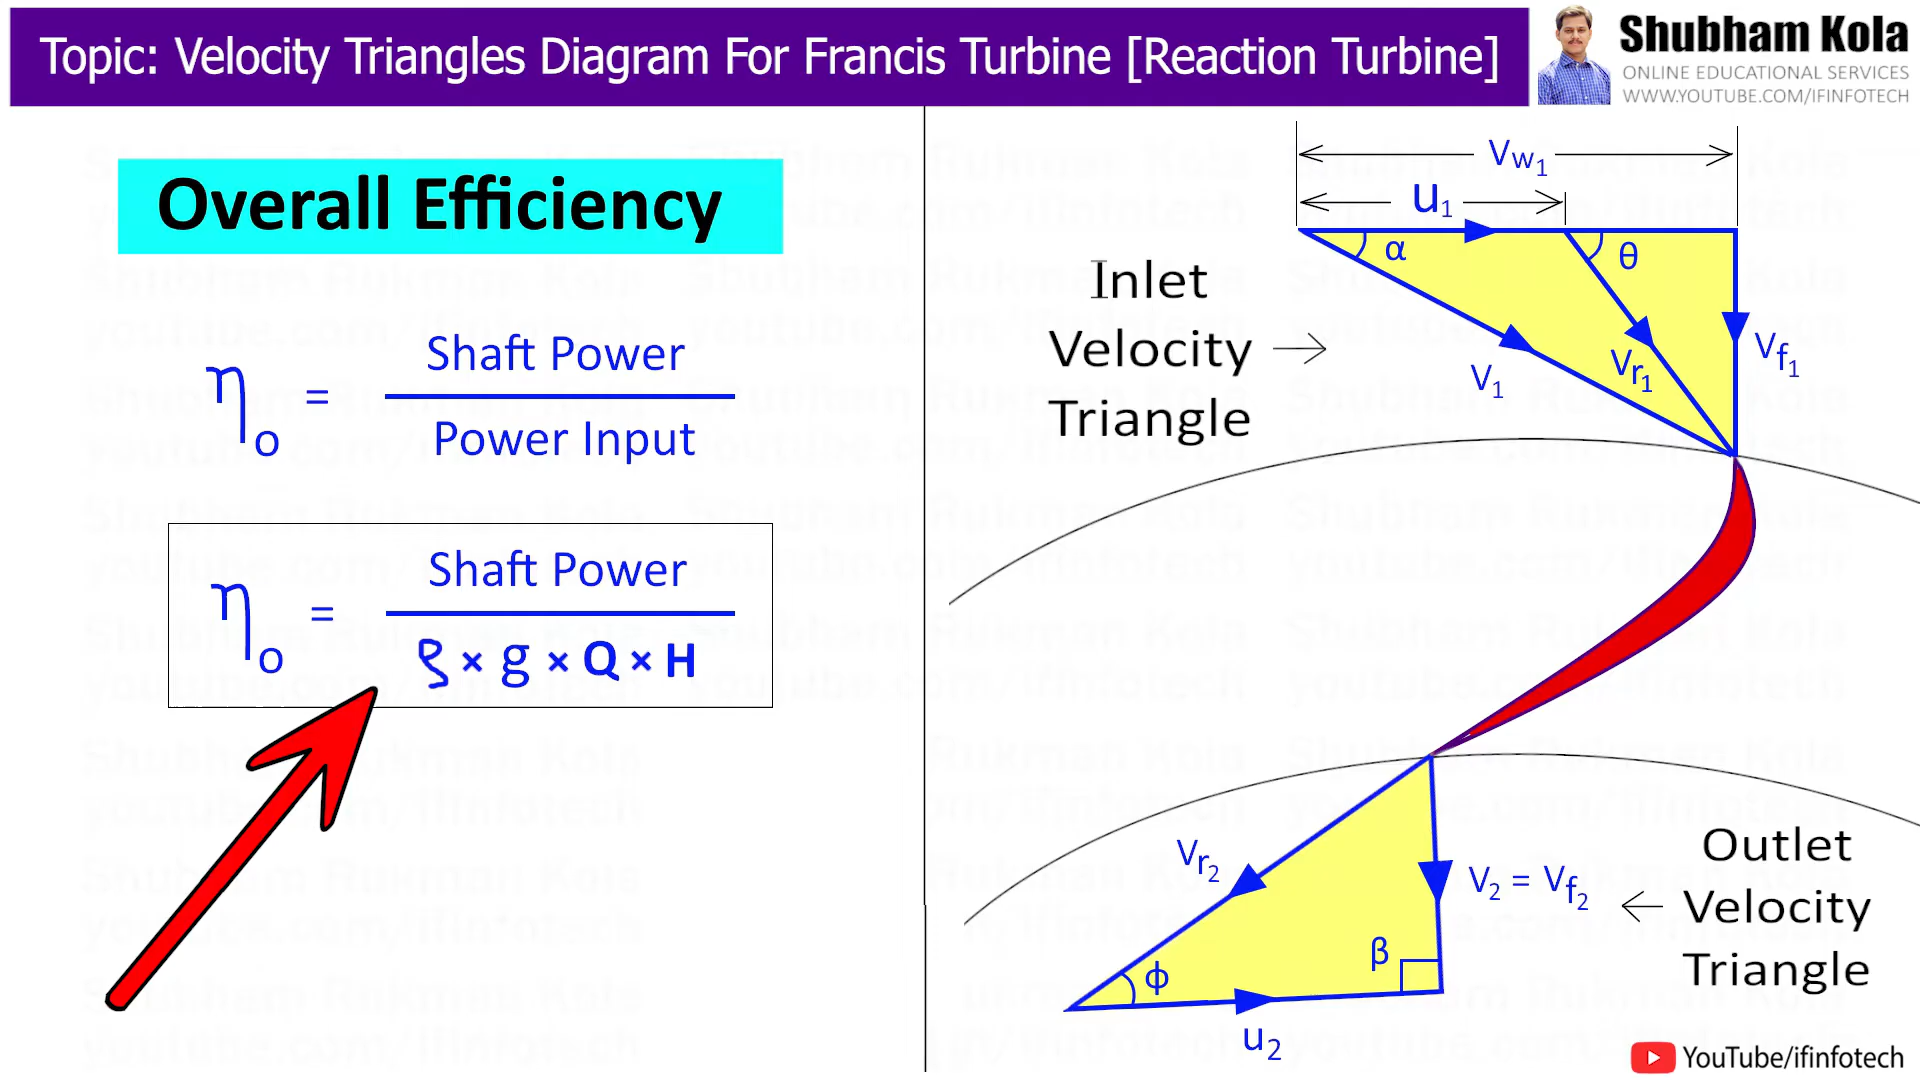 Topic: Velocity Triangles Diagram For Francis Turbine [Reaction Turbine]
Shubham Kola
ONLINE EDUCATIONAL SERVICES
WWW.YOUTUBE.COM/IFINFOTECH
Overall Efficiency
ηo = Shaft Power
Power Input
ηo = Shaft Power
ζ × g × Q × H
Vw1
u1
α
θ
Inlet
Velocity
Triangle
V1
Vr1
Vf1
Vr2
V2 = Vf2
Outlet
Velocity
Triangle
β
ϕ
u2
YouTube/ifinfotech